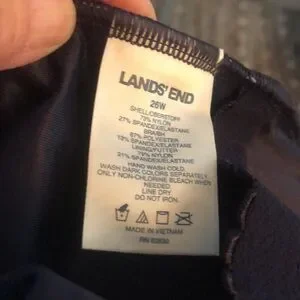 LANDS' END
26W
SHELL/OBERSTOFF
73% NYLON
27% SPANDEX/ELASTANE
BRA/BH
87% POLYESTER
13% SPANDEX/ELASTANE
LINING/FUTTER
79% NYLON
21% SPANDEX/ELASTANE
HAND WASH COLD.
WASH DARK COLORS SEPARATELY.
ONLY NON-CHLORINE BLEACH WHEN
NEEDED.
LINE DRY.
DO NOT IRON.
MADE IN VIETNAM